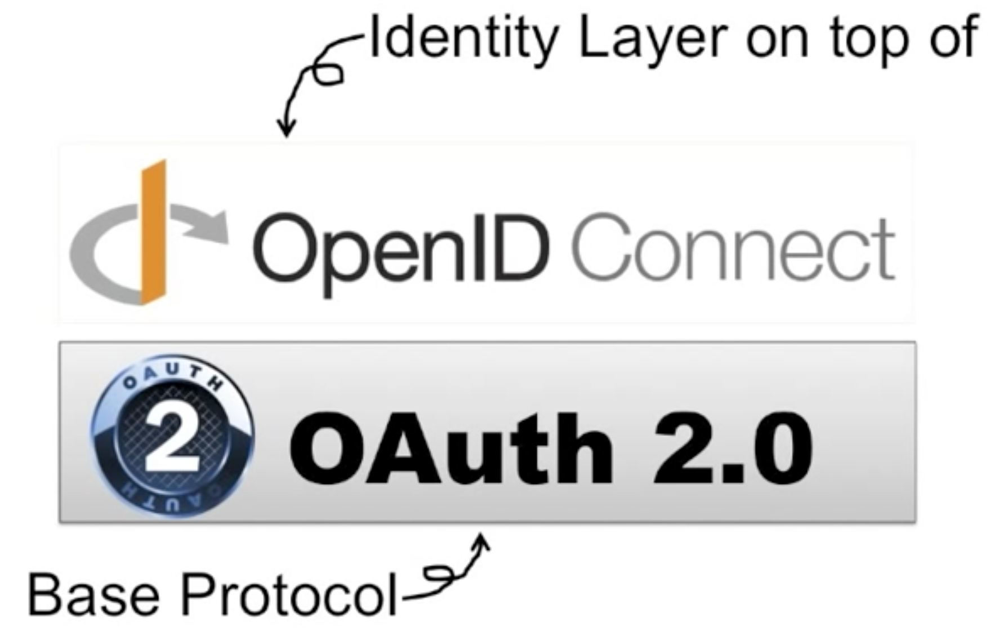 Identity Layer on top of
OpenID Connect
OAUTH
2
OAUTH
OAuth 2.0
Base Protocol